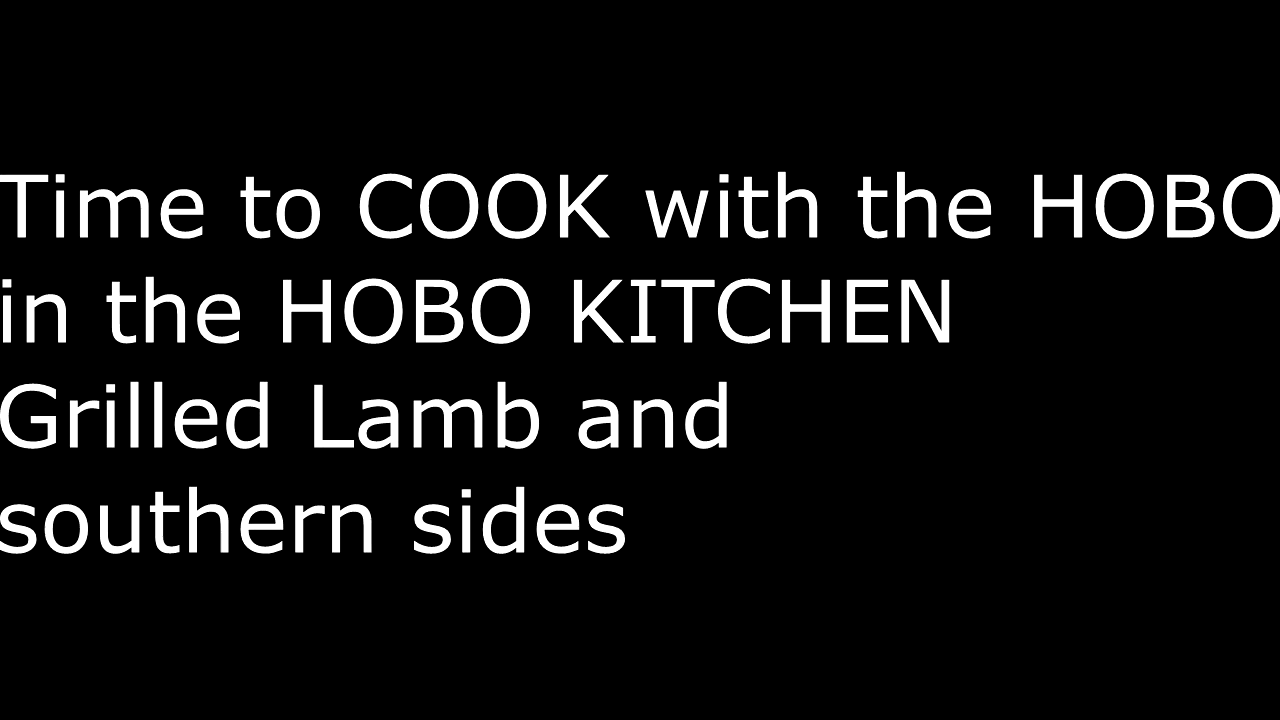 Time to COOK with the HOBO
in the HOBO KITCHEN
Grilled Lamb and
southern sides